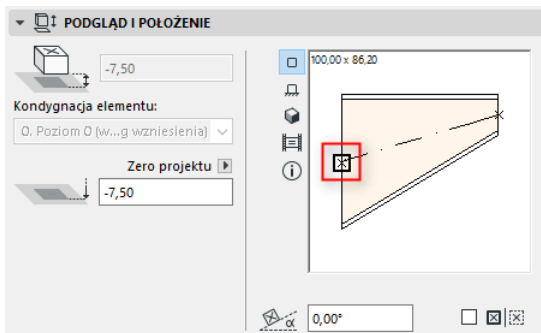 PODGLĄD I POŁOŻENIE
-7,50
Kondygnacja elementu:
0. Poziom 0 (w...g wzniesienia)
Zero projektu
-7,50
100,00 x 86,20
α
0,00°